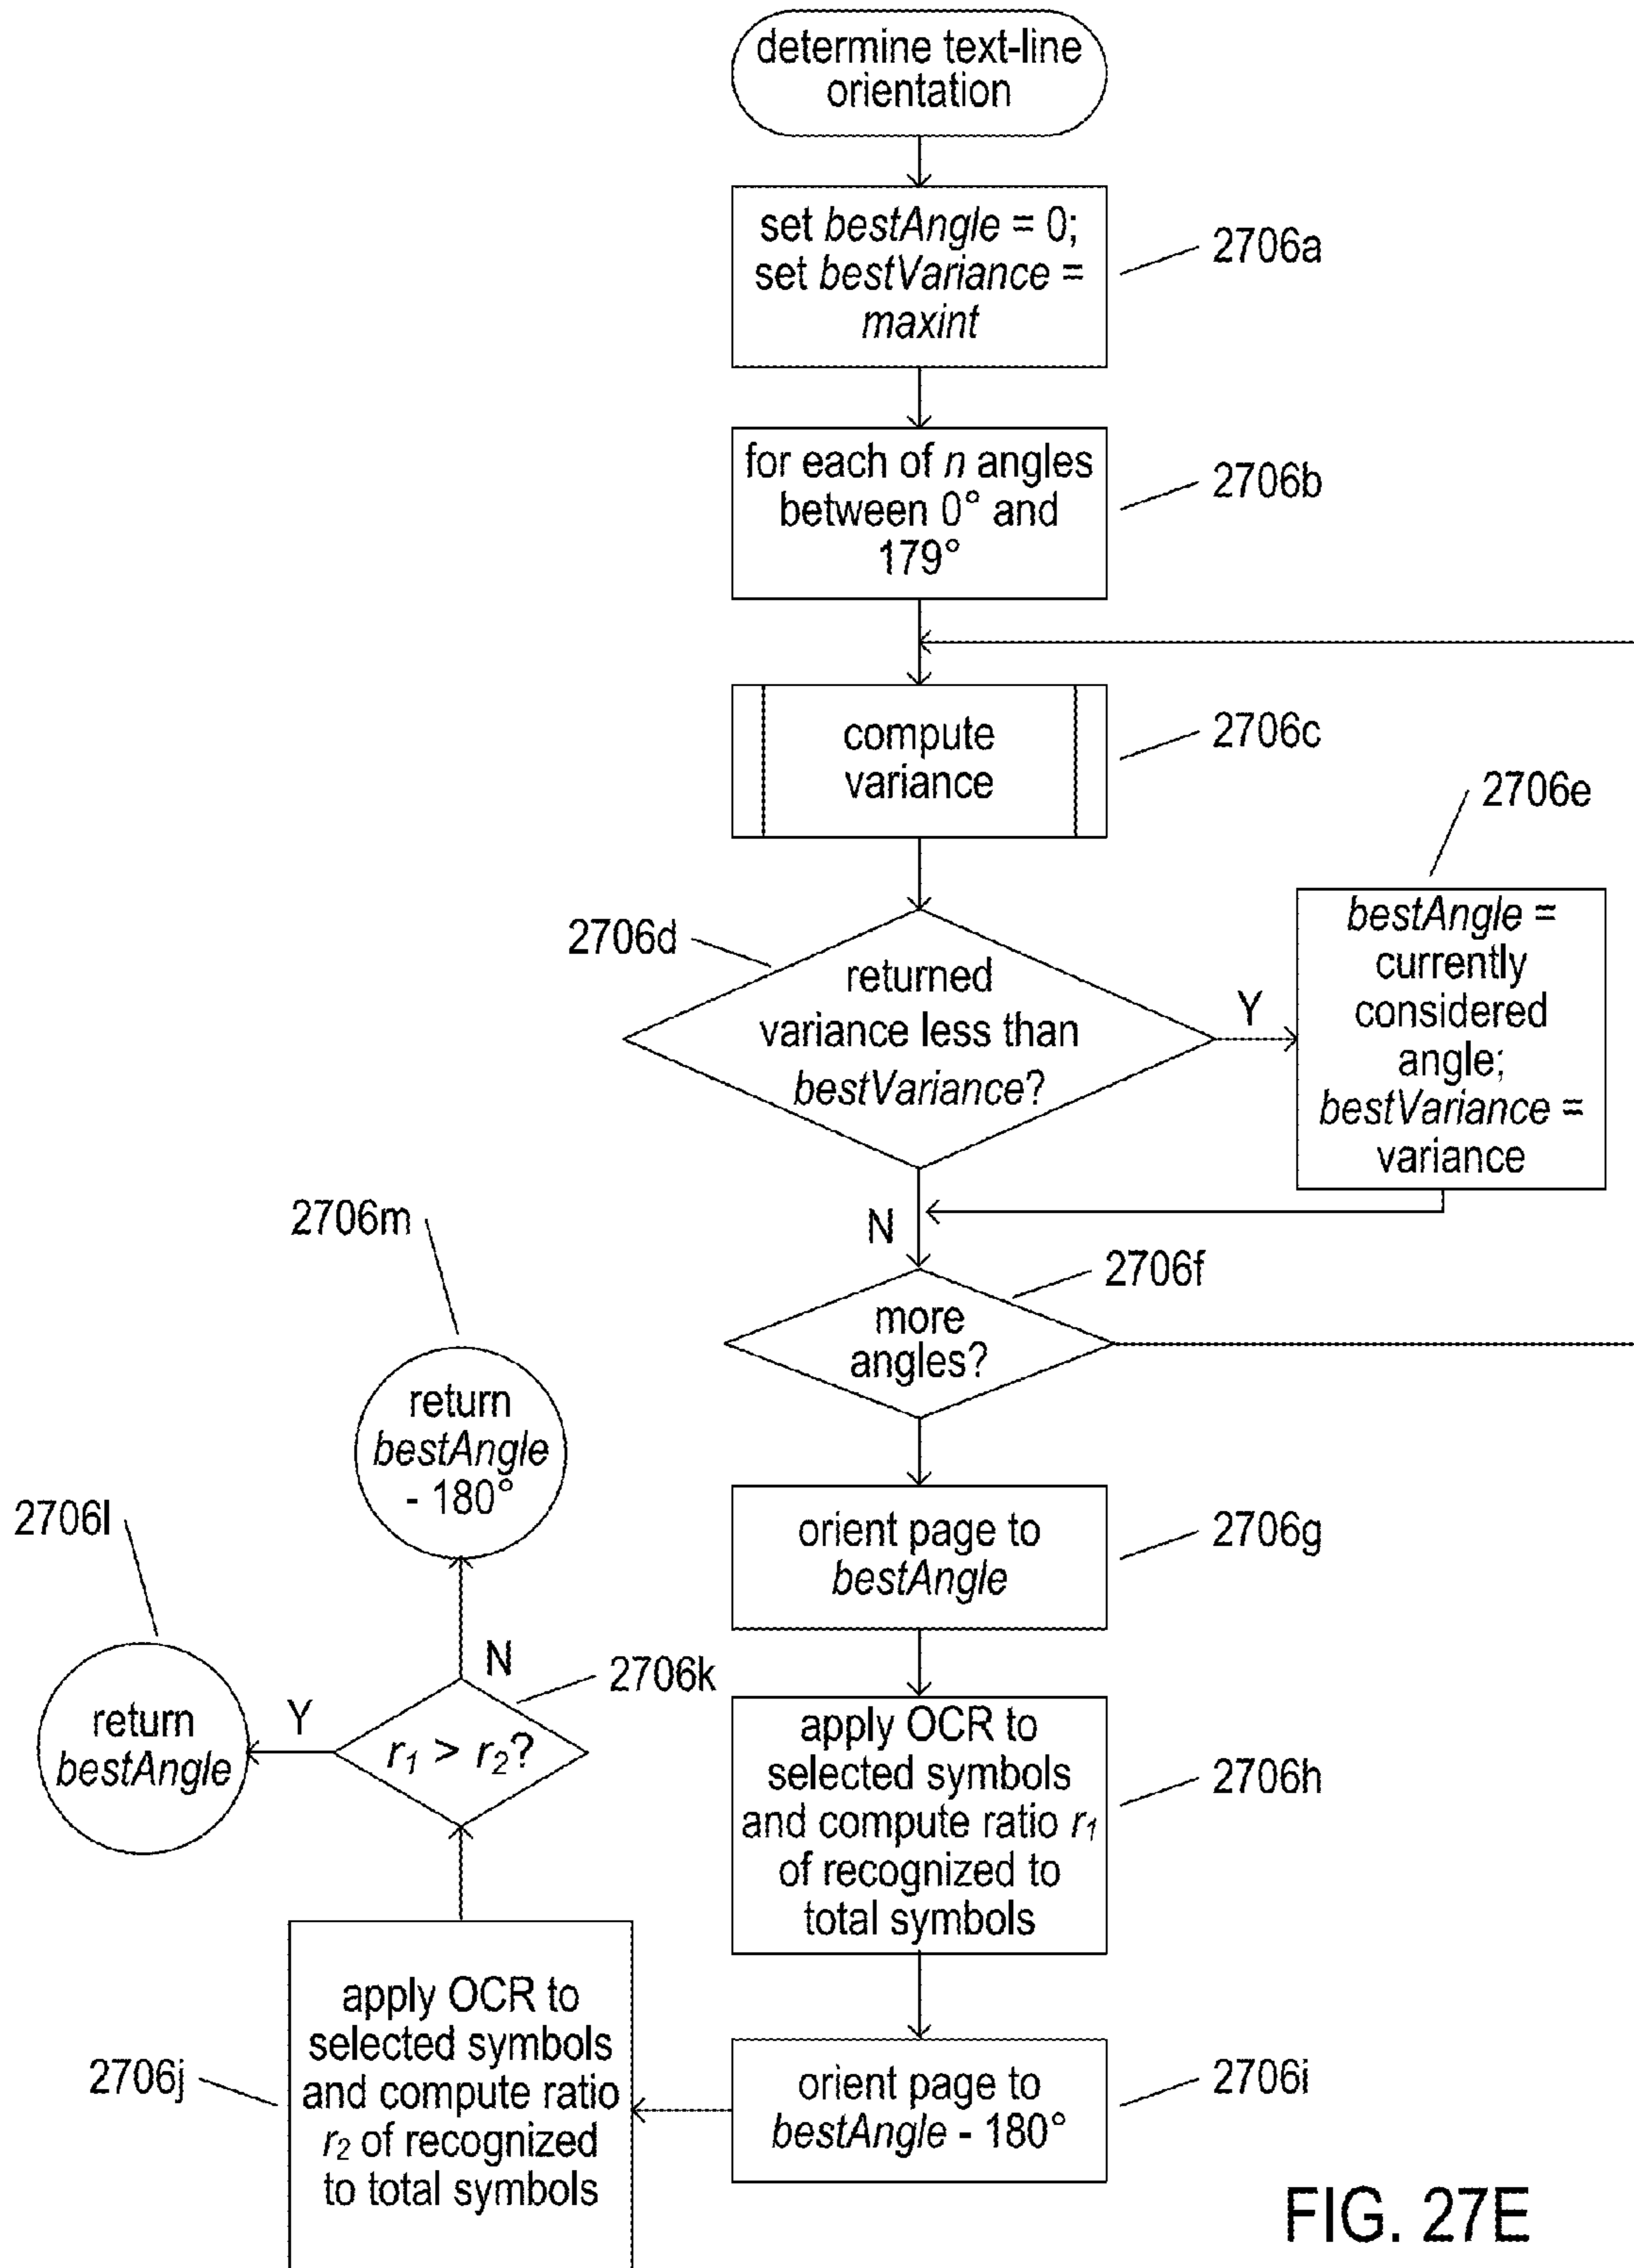 determine text-line
orientation
set bestAngle = 0;
set bestVariance =
maxint
2706a
for each of n angles
between 0° and
179°
2706b
compute
variance
2706c
2706d
returned
variance less than
bestVariance?
Y
N
2706e
bestAngle =
currently
considered
angle;
bestVariance =
variance
2706f
more
angles?
orient page to
bestAngle
2706g
apply OCR to
selected symbols
and compute ratio r1
of recognized to
total symbols
2706h
orient page to
bestAngle - 180°
2706i
2706j
apply OCR to
selected symbols
and compute ratio
r2 of recognized
to total symbols
2706k
r1 > r2?
Y
N
2706l
return
bestAngle
2706m
return
bestAngle
- 180°
FIG. 27E